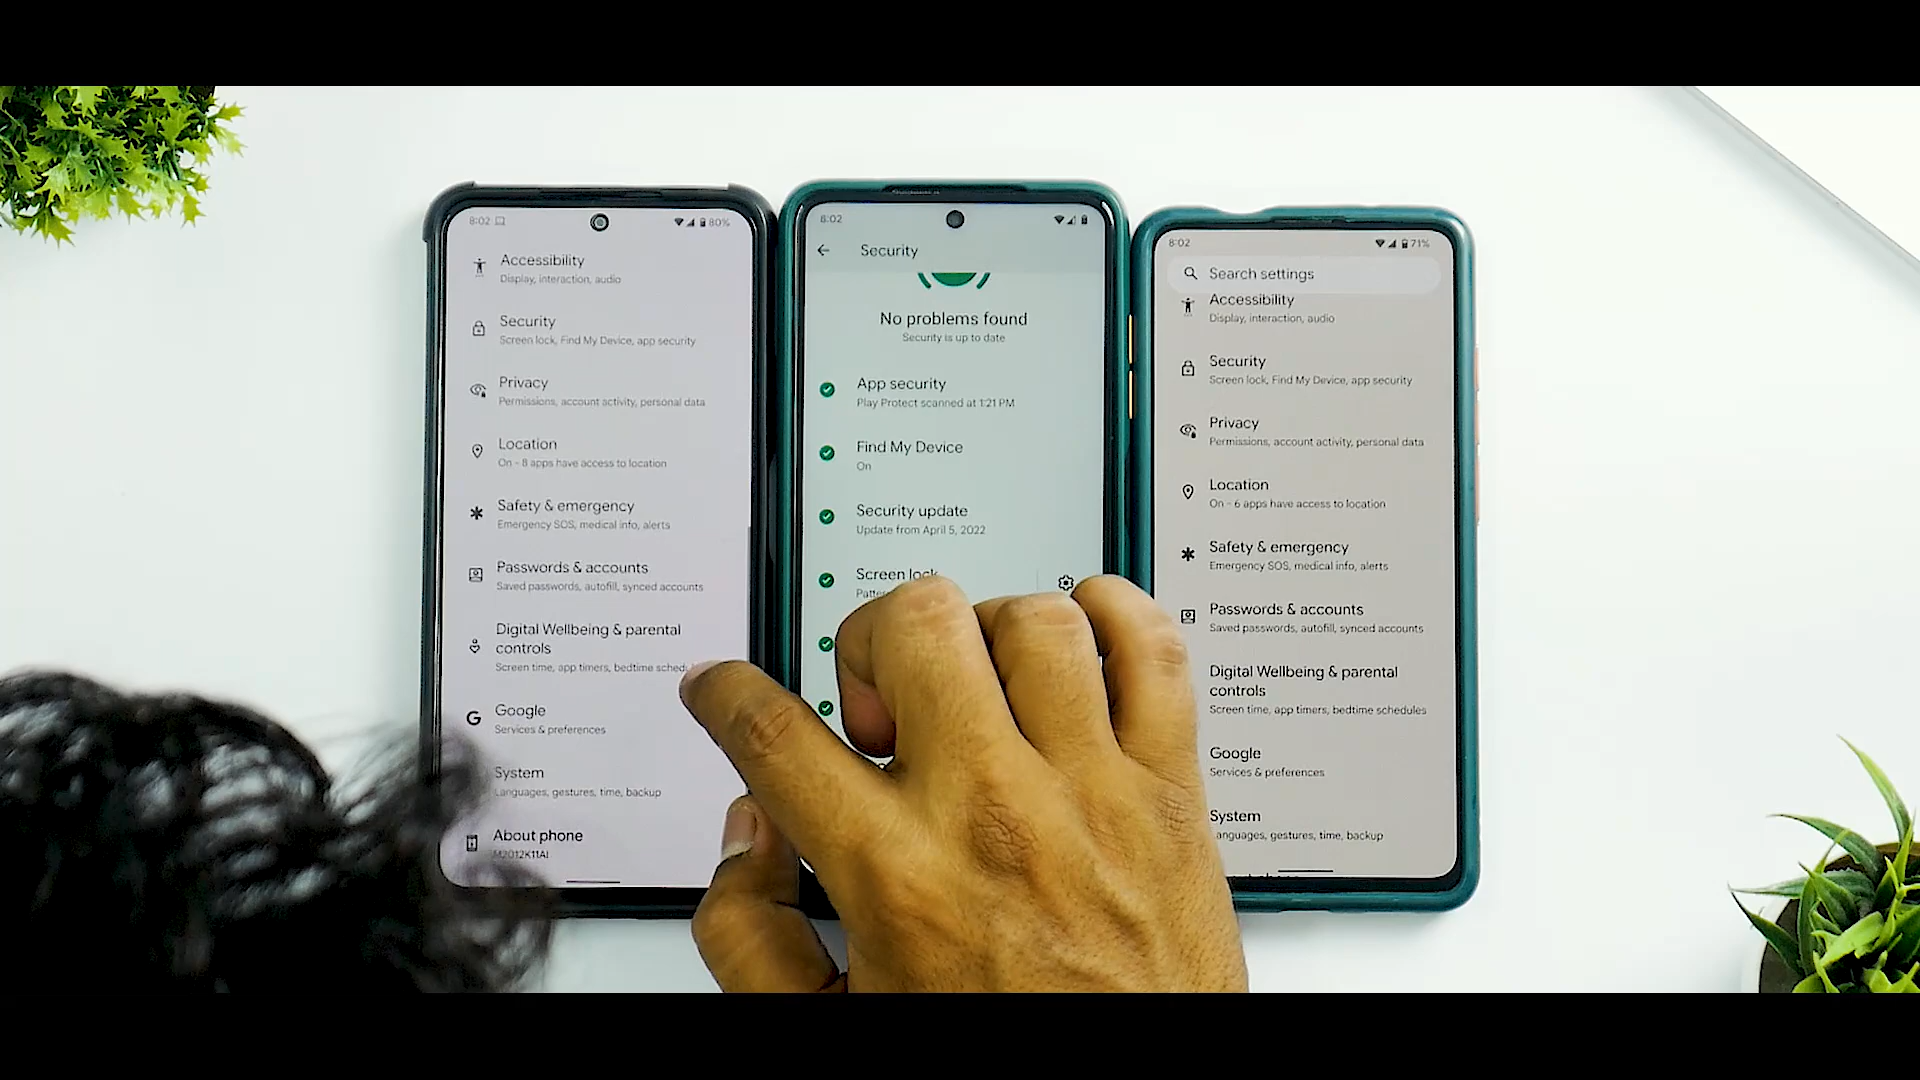 8:02
80%
Accessibility
Display, interaction, audio
Security
Screen lock, Find My Device, app security
Privacy
Permissions, account activity, personal data
Location
On - 8 apps have access to location
Safety & emergency
Emergency SOS, medical info, alerts
Passwords & accounts
Saved passwords, autofill, synced accounts
Digital Wellbeing & parental
controls
Screen time, app timers, bedtime
Google
Services & preferences
System
Languages, gestures, time, backup
About phone
M2012K11AI
8:02
Security
No problems found
Security is up to date
App security
Play Protect scanned at 1:21 PM
Find My Device
On
Security update
Update from April 5, 2022
Screen lock
8:02
71%
Search settings
Accessibility
Display, interaction, audio
Security
Screen lock, Find My Device, app security
Privacy
Permissions, account activity, personal data
Location
On - 6 apps have access to location
Safety & emergency
Emergency SOS, medical info, alerts
Passwords & accounts
Saved passwords, autofill, synced accounts
Digital Wellbeing & parental
controls
Screen time, app timers, bedtime schedules
Google
Services & preferences
System
gestures, time, backup